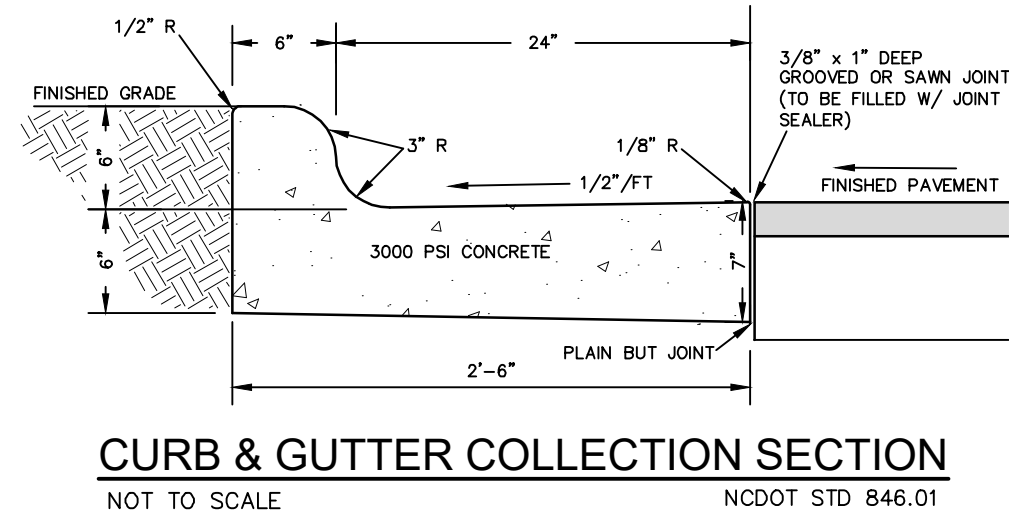 1/2" R
6"
24"
3/8" x 1" DEEP
GROOVED OR SAWN JOINT
(TO BE FILLED W/ JOINT
SEALER)
FINISHED GRADE
6"
3" R
1/8" R
1/2"/FT
FINISHED PAVEMENT
6"
3000 PSI CONCRETE
7"
PLAIN BUT JOINT
2'-6"
CURB & GUTTER COLLECTION SECTION
NOT TO SCALE
NCDOT STD 846.01